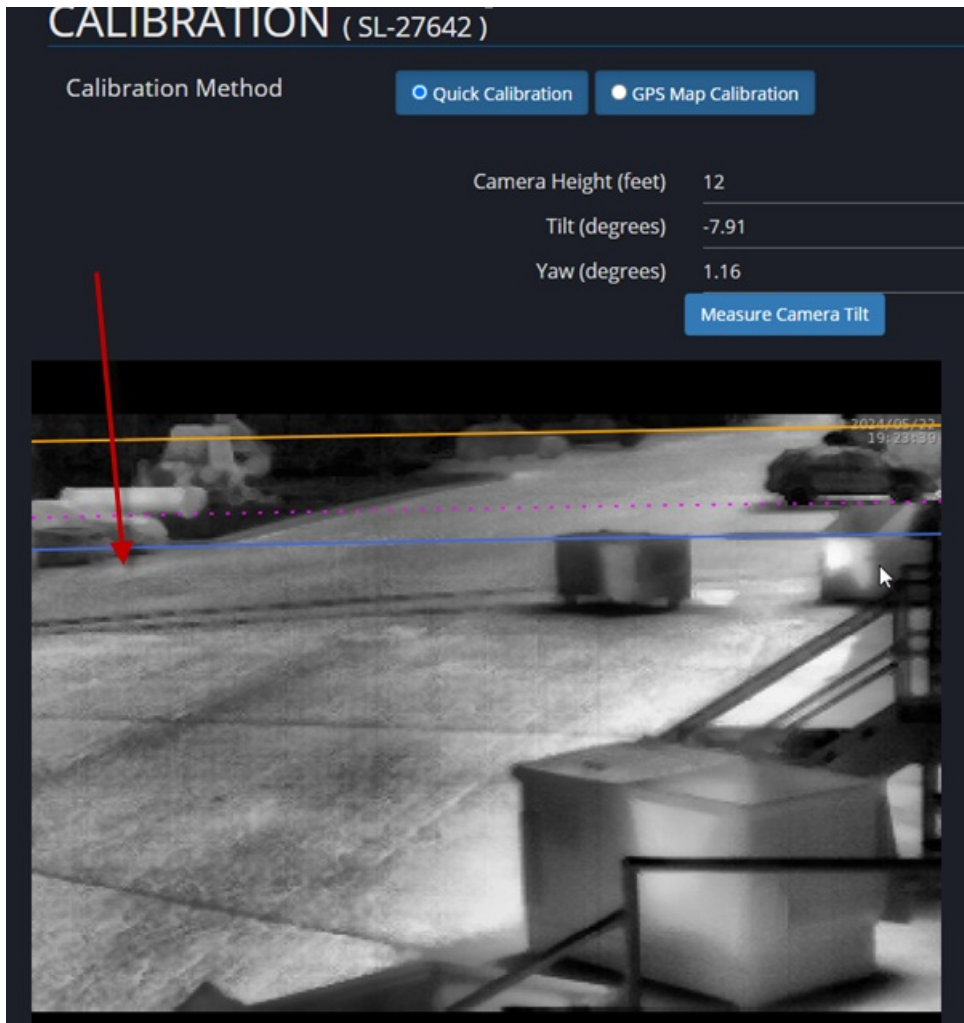 CALIBRATION ( SL-27642 )
Calibration Method
Quick Calibration
GPS Map Calibration
Camera Height (feet) 12
Tilt (degrees) -7.91
Yaw (degrees) 1.16
Measure Camera Tilt
2024/05/22
19:23:39